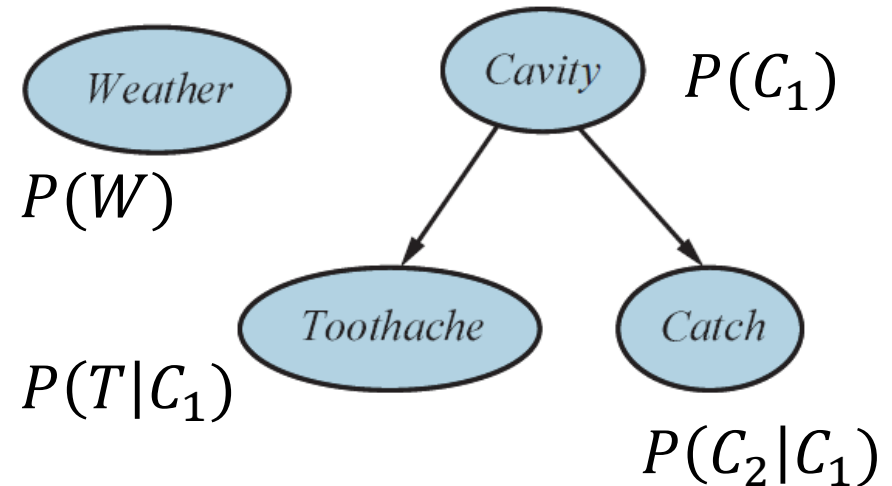 Weather
Cavity
P(C₁)
P(W)
Toothache
Catch
P(T|C₁)
P(C₂|C₁)